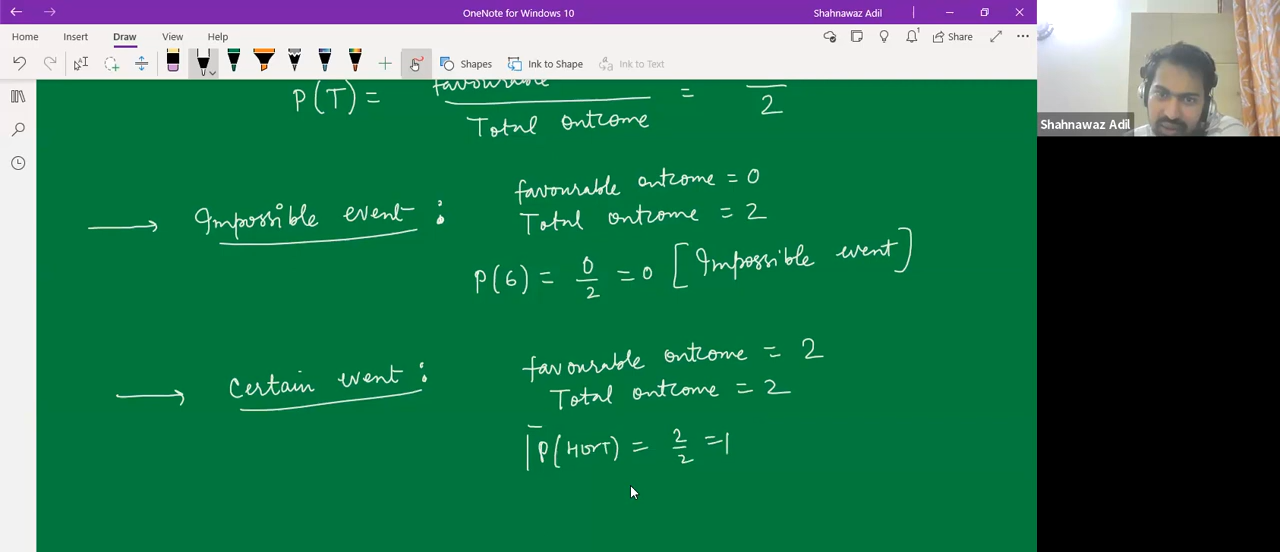 OneNote for Windows 10
Shahnawaz Adil
Home Insert Draw View Help
Share
Shapes Ink to Shape Ink to Text
favourable
P(T) = Total outcome = 2
Shahnawaz Adil
favourable outcome = 0
Impossible event :
Total outcome = 2
P(6) = 0/2 = 0 [Impossible event]
favourable outcome = 2
Certain event :
Total outcome = 2
P(H or T) = 2/2 = 1